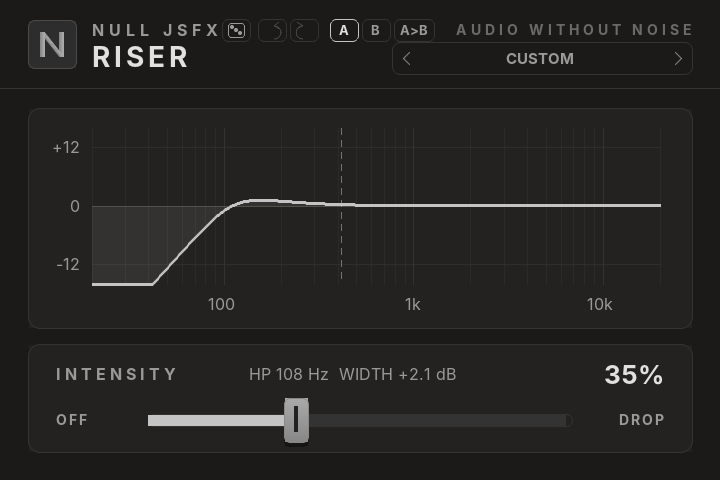 N
NULL JSFX
RISER
A B A>B
AUDIO WITHOUT NOISE
CUSTOM
+12
0
-12
100 1k 10k
INTENSITY HP 108 Hz WIDTH +2.1 dB 35%
OFF DROP